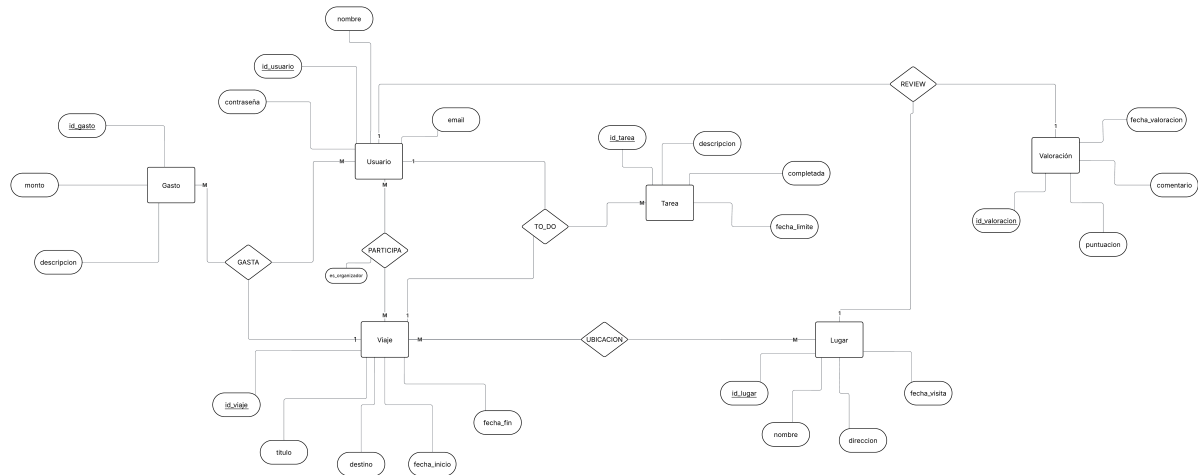 nombre
id_usuario
contraseña
email
REVIEW
id_gasto
fecha_valoracion
1
1
id_tarea
descripcion
Valoración
M
Usuario
1
completada
comentario
monto
Gasto
M
M
M
Tarea
id_valoracion
TO_DO
fecha_limite
puntuacion
PARTICIPA
descripcion
GASTA
es_organizador
M
1
1
1
Viaje
M
UBICACION
M
Lugar
id_viaje
id_lugar
fecha_visita
fecha_fin
nombre
direccion
titulo
destino
fecha_inicio